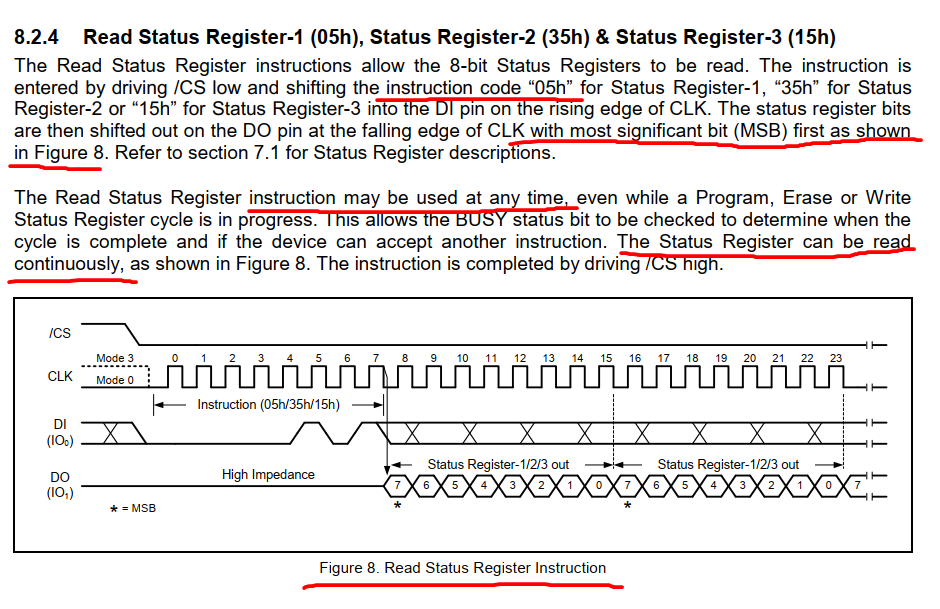 8.2.4 Read Status Register-1 (05h), Status Register-2 (35h) & Status Register-3 (15h)
The Read Status Register instructions allow the 8-bit Status Registers to be read. The instruction is
entered by driving /CS low and shifting the instruction code “05h” for Status Register-1, “35h” for Status
Register-2 or “15h” for Status Register-3 into the DI pin on the rising edge of CLK. The status register bits
are then shifted out on the DO pin at the falling edge of CLK with most significant bit (MSB) first as shown
in Figure 8. Refer to section 7.1 for Status Register descriptions.
The Read Status Register instruction may be used at any time, even while a Program, Erase or Write
Status Register cycle is in progress. This allows the BUSY status bit to be checked to determine when the
cycle is complete and if the device can accept another instruction. The Status Register can be read
continuously, as shown in Figure 8. The instruction is completed by driving /CS high.
/CS
Mode 3 0 1 2 3 4 5 6 7 8 9 10 11 12 13 14 15 16 17 18 19 20 21 22 23
CLK
Mode 0
Instruction (05h/35h/15h)
DI
(IO₀)
Status Register-1/2/3 out Status Register-1/2/3 out
High Impedance
DO
(IO₁)
7 6 5 4 3 2 1 0 7 6 5 4 3 2 1 0 7
* *
* = MSB
Figure 8. Read Status Register Instruction